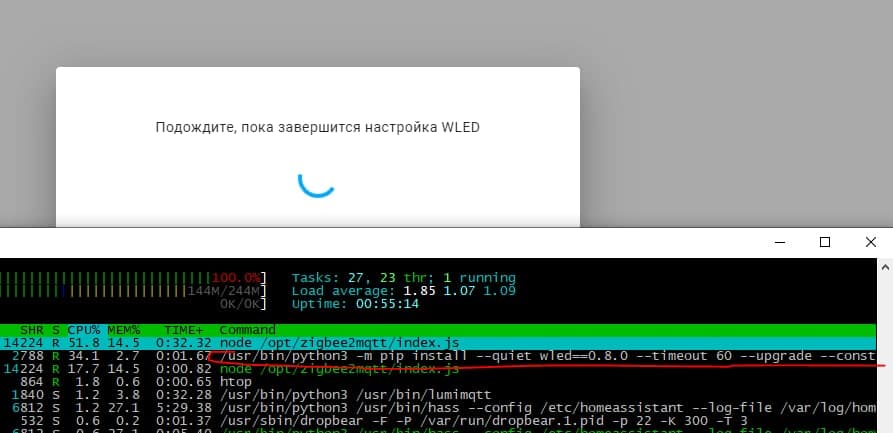 Подождите, пока завершится настройка WLED
100.0%] Tasks: 27, 23 thr; 1 running
144M/244M] Load average: 1.85 1.07 1.09
0K/0K] Uptime: 00:55:14
SHR S CPU% MEM% TIME+ Command
14224 R 51.8 14.5 0:32.32 node /opt/zigbee2mqtt/index.js
2788 R 34.1 2.7 0:01.67 /usr/bin/python3 -m pip install --quiet wled==0.8.0 --timeout 60 --upgrade --const
14224 R 17.7 14.5 0:00.82 node /opt/zigbee2mqtt/index.js
864 R 1.8 0.6 0:00.65 htop
1840 S 1.2 3.8 0:32.28 /usr/bin/python3 /usr/bin/lumimqtt
6812 S 1.2 27.1 5:29.38 /usr/bin/python3 /usr/bin/hass --config /etc/homeassistant --log-file /var/log/hom
532 S 0.6 0.2 0:01.37 /usr/sbin/dropbear -F -P /var/run/dropbear.1.pid -p 22 -K 300 -T 3